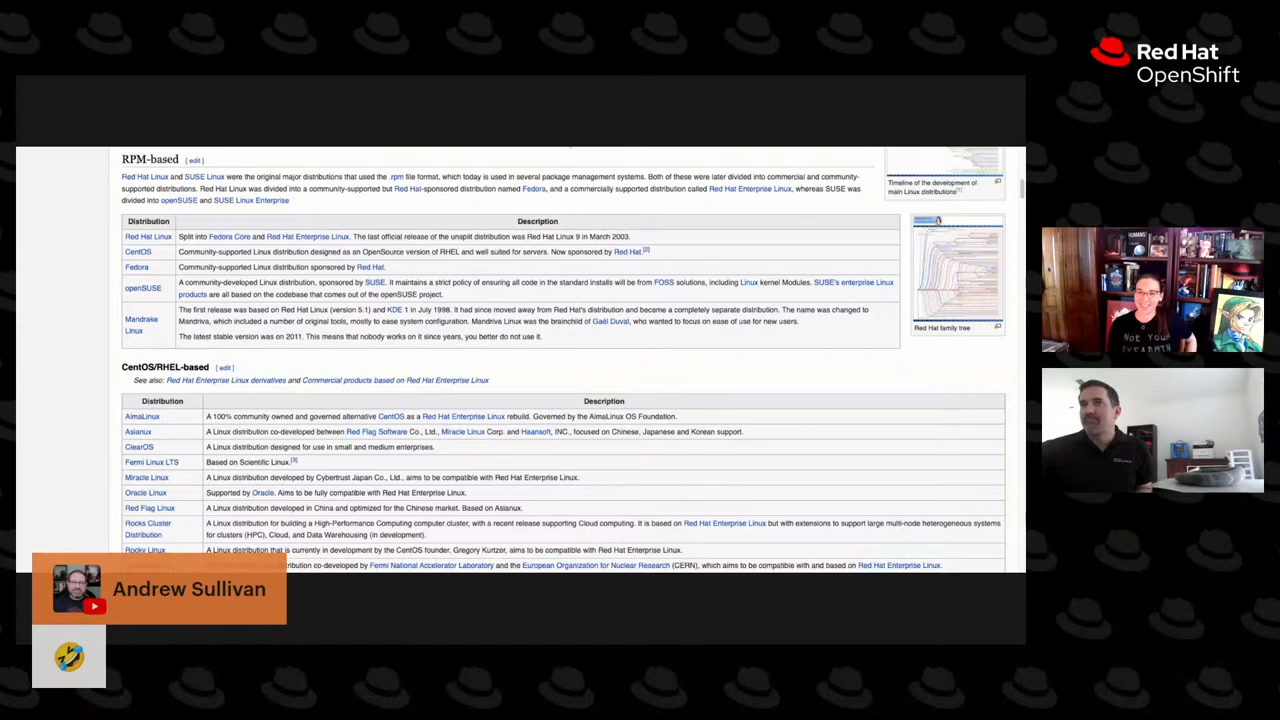 Red Hat
OpenShift
RPM-based [ edit ]
Red Hat Linux and SUSE Linux were the original major distributions that used the .rpm file format, which today is used in several package management systems. Both of these were later divided into commercial and community-
supported distributions. Red Hat Linux was divided into a community-supported but Red Hat-sponsored distribution named Fedora, and a commercially supported distribution called Red Hat Enterprise Linux, whereas SUSE was
divided into openSUSE and SUSE Linux Enterprise
Timeline of the development of
main Linux distributions[1]
Distribution Description
Red Hat Linux Split into Fedora Core and Red Hat Enterprise Linux. The last official release of the unsplit distribution was Red Hat Linux 9 in March 2003.
CentOS Community-supported Linux distribution designed as an OpenSource version of RHEL and well suited for servers. Now sponsored by Red Hat.[2]
Fedora Community-supported Linux distribution sponsored by Red Hat.
openSUSE A community-developed Linux distribution, sponsored by SUSE. It maintains a strict policy of ensuring all code in the standard installs will be from FOSS solutions, including Linux kernel Modules. SUSE's enterprise Linux
products are all based on the codebase that comes out of the openSUSE project.
Mandrake
Linux
The first release was based on Red Hat Linux (version 5.1) and KDE 1 in July 1998. It had since moved away from Red Hat's distribution and became a completely separate distribution. The name was changed to
Mandriva, which included a number of original tools, mostly to ease system configuration. Mandriva Linux was the brainchild of Gaël Duval, who wanted to focus on ease of use for new users.
The latest stable version was on 2011. This means that nobody works on it since years, you better do not use it.
Red Hat family tree
CentOS/RHEL-based [ edit ]
See also: Red Hat Enterprise Linux derivatives and Commercial products based on Red Hat Enterprise Linux
Distribution Description
AlmaLinux A 100% community owned and governed alternative CentOS as a Red Hat Enterprise Linux rebuild. Governed by the AlmaLinux OS Foundation.
Asianux A Linux distribution co-developed between Red Flag Software Co., Ltd., Miracle Linux Corp. and Haansoft, INC., focused on Chinese, Japanese and Korean support.
ClearOS A Linux distribution designed for use in small and medium enterprises.
Fermi Linux LTS Based on Scientific Linux.[3]
Miracle Linux A Linux distribution developed by Cybertrust Japan Co., Ltd., aims to be compatible with Red Hat Enterprise Linux.
Oracle Linux Supported by Oracle. Aims to be fully compatible with Red Hat Enterprise Linux.
Red Flag Linux A Linux distribution developed in China and optimized for the Chinese market. Based on Asianux.
Rocks Cluster
Distribution
A Linux distribution for building a High-Performance Computing computer cluster, with a recent release supporting Cloud computing. It is based on Red Hat Enterprise Linux but with extensions to support large multi-node heterogeneous systems
for clusters (HPC), Cloud, and Data Warehousing (in development).
Rocky Linux A Linux distribution that is currently in development by the CentOS founder, Gregory Kurtzer, aims to be compatible with Red Hat Enterprise Linux.
co-developed by Fermi National Accelerator Laboratory and the European Organization for Nuclear Research (CERN), which aims to be compatible with and based on Red Hat Enterprise Linux.
Andrew Sullivan
HUMANS
NOT YOUR
SYSADMIN